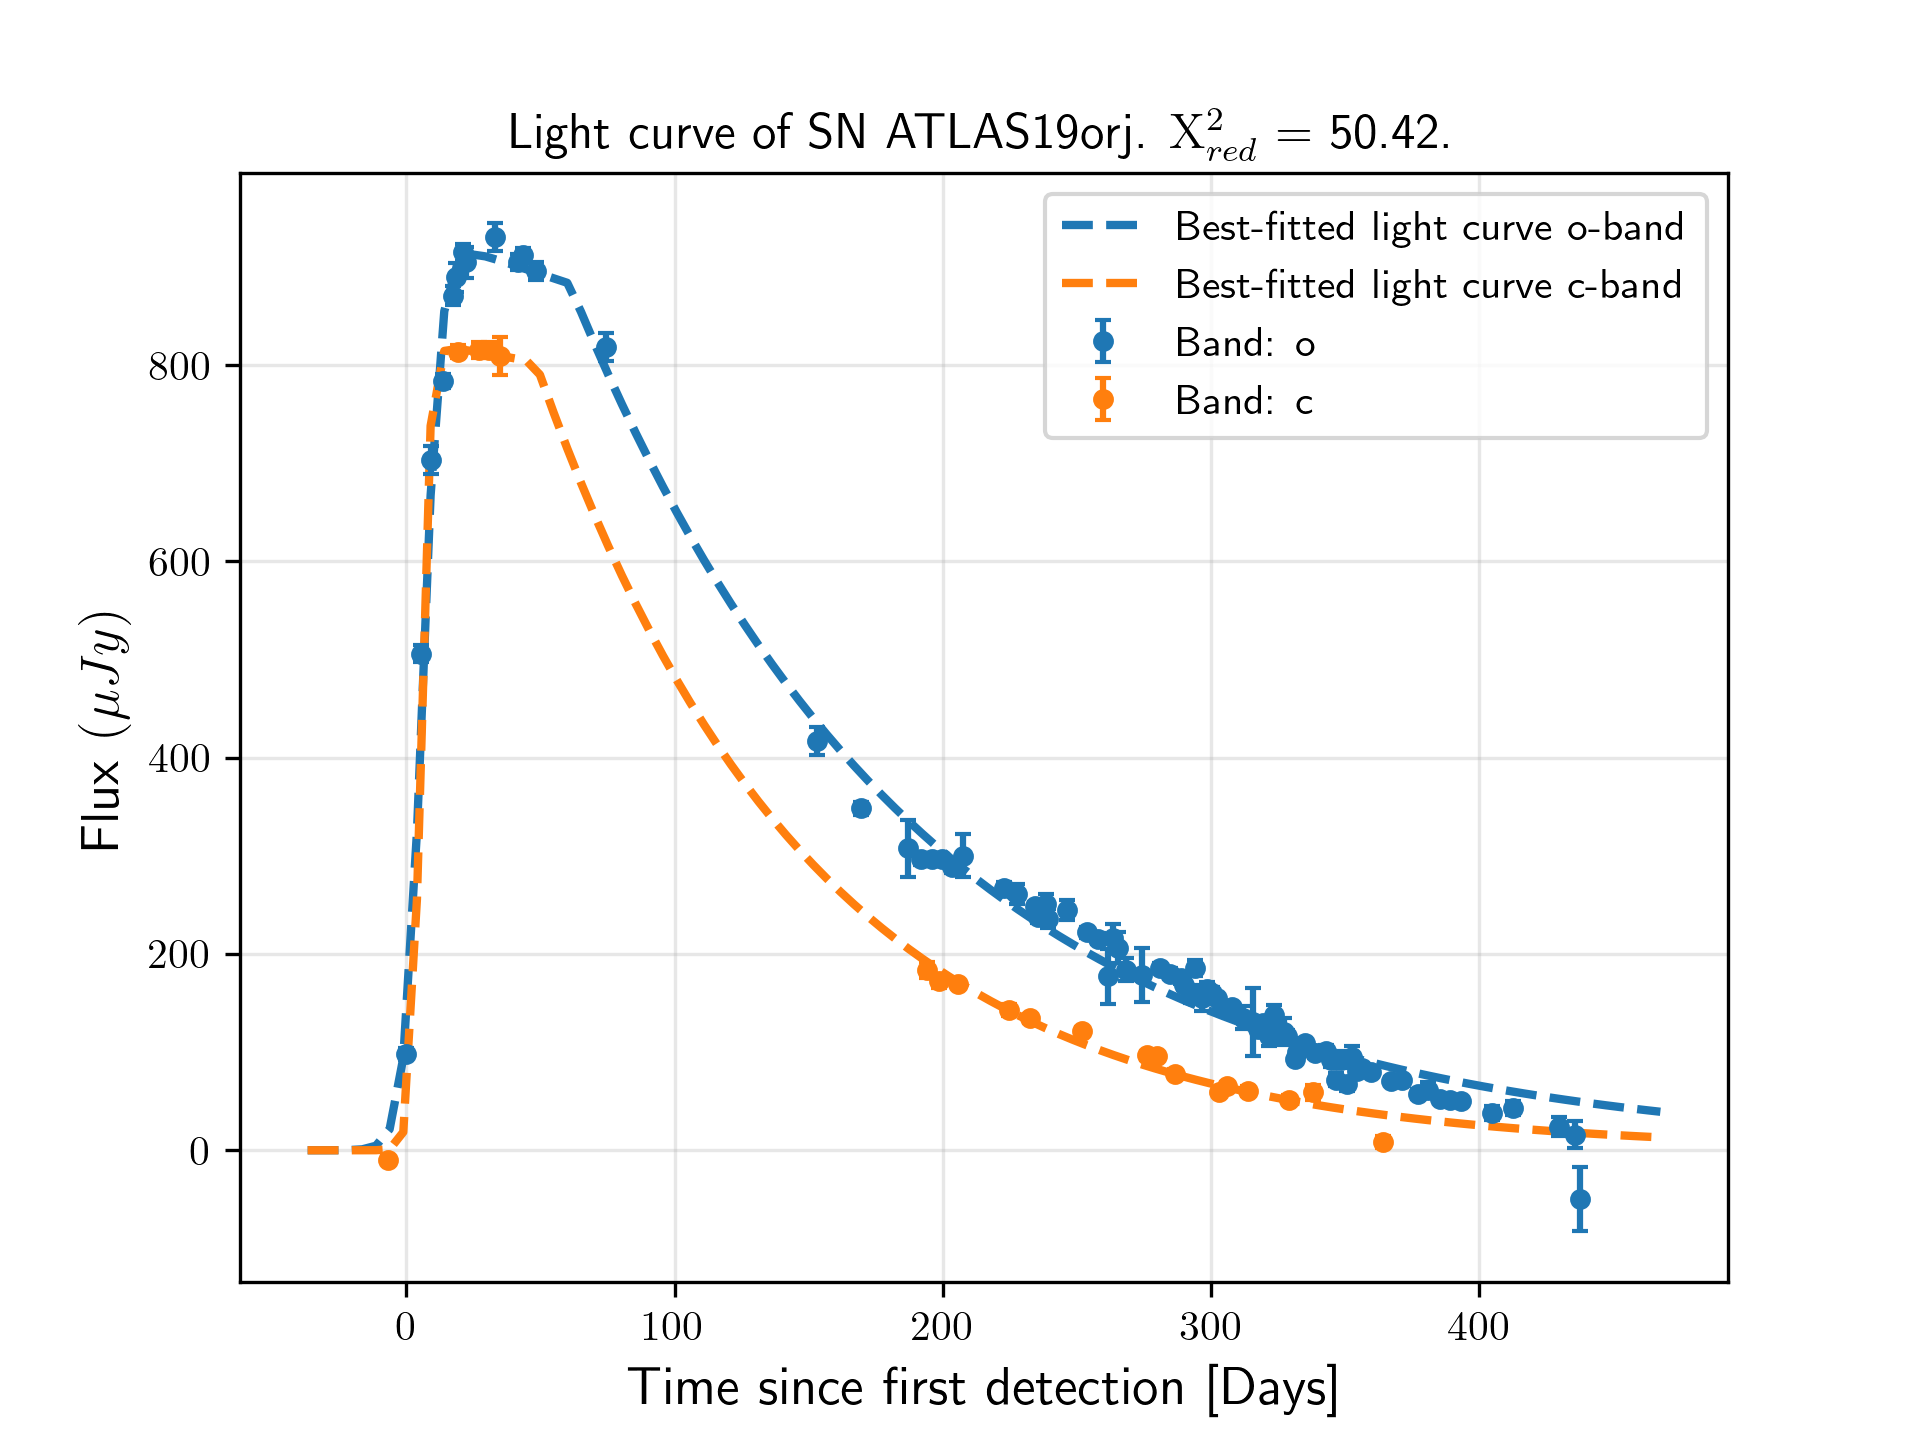 Light curve of SN ATLAS19orj. X²_red = 50.42.
Best-fitted light curve o-band
Best-fitted light curve c-band
Band: o
Band: c
Flux (μJy)
800
600
400
200
0
0 100 200 300 400
Time since first detection [Days]